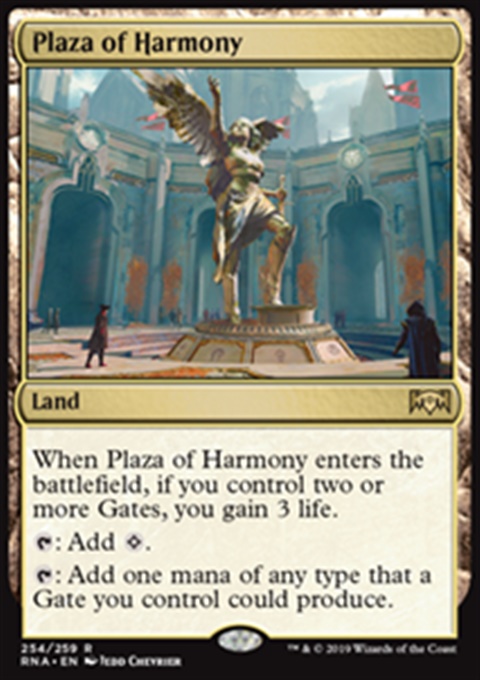 Plaza of Harmony
Land
When Plaza of Harmony enters the
battlefield, if you control two or
more Gates, you gain 3 life.
: Add .
: Add one mana of any type that a
Gate you control could produce.
254/259 R
RNA • EN JEDD CHEVRIER
™ & © 2019 Wizards of the Coast